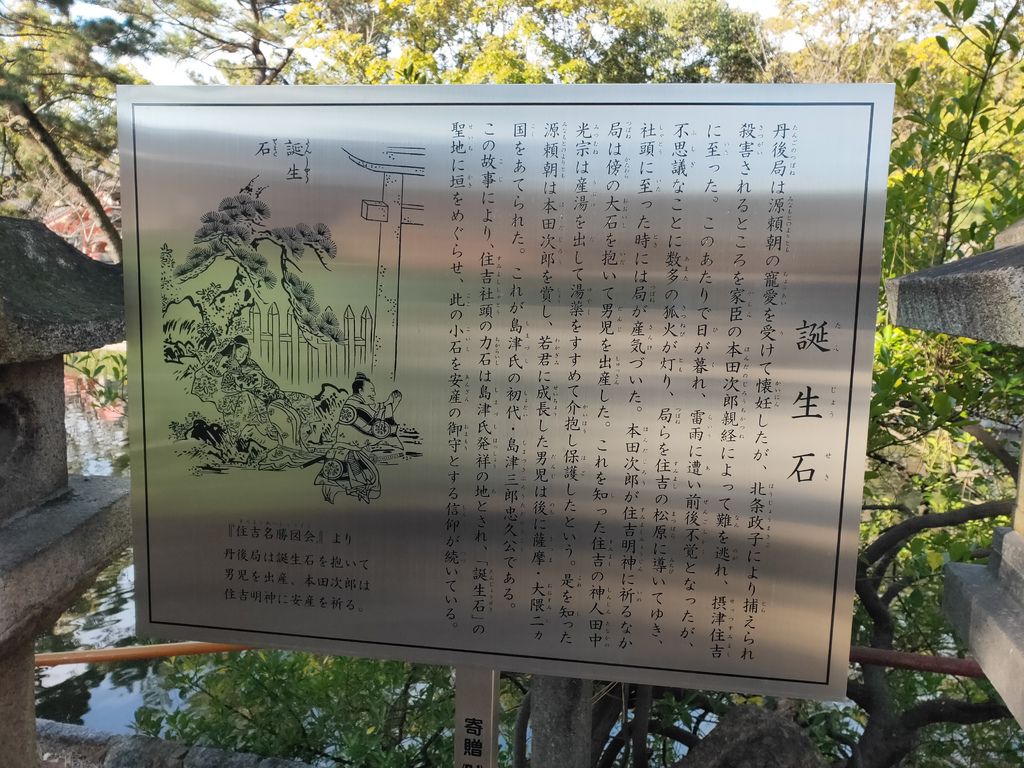 誕生石
丹後局は源頼朝の寵愛を受けて懐妊したが、北条政子により捕えられ
殺害されるところを家臣の本田次郎親経によって難を逃れ、摂津住吉
に至った。このあたりで日が暮れ、雷雨に遭い前後不覚となったが、
不思議なことに数多の狐火が灯り、局らを住吉の松原に導いてゆき、
社頭に至った時には局が産気づいた。本田次郎が住吉明神に祈るなか
局は傍の大石を抱いて男児を出産した。これを知った住吉の神人田中
光宗は産湯を出して湯薬をすすめて介抱し保護したという。是を知った
源頼朝は本田次郎を賞し、若君に成長した男児は後に薩摩・大隈二ヵ
国をあてられた。これが島津氏の初代・島津三郎忠久公である。
この故事により、住吉社頭の力石は島津氏発祥の地とされ、「誕生石」の
聖地に垣をめぐらせ、此の小石を安産の御守とする信仰が続いている。
誕生石
『住吉名勝図会』より
丹後局は誕生石を抱いて
男児を出産、本田次郎は
住吉明神に安産を祈る。
寄贈